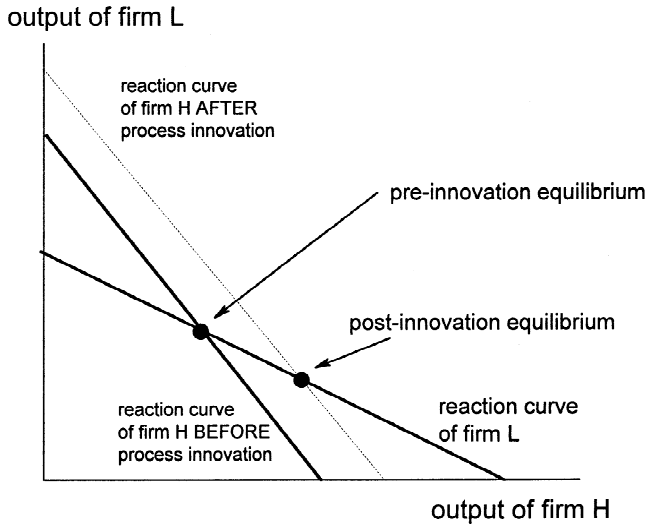 output of firm L
reaction curve
of firm H AFTER
process innovation
pre-innovation equilibrium
post-innovation equilibrium
reaction curve
of firm H BEFORE
process innovation
reaction curve
of firm L
output of firm H